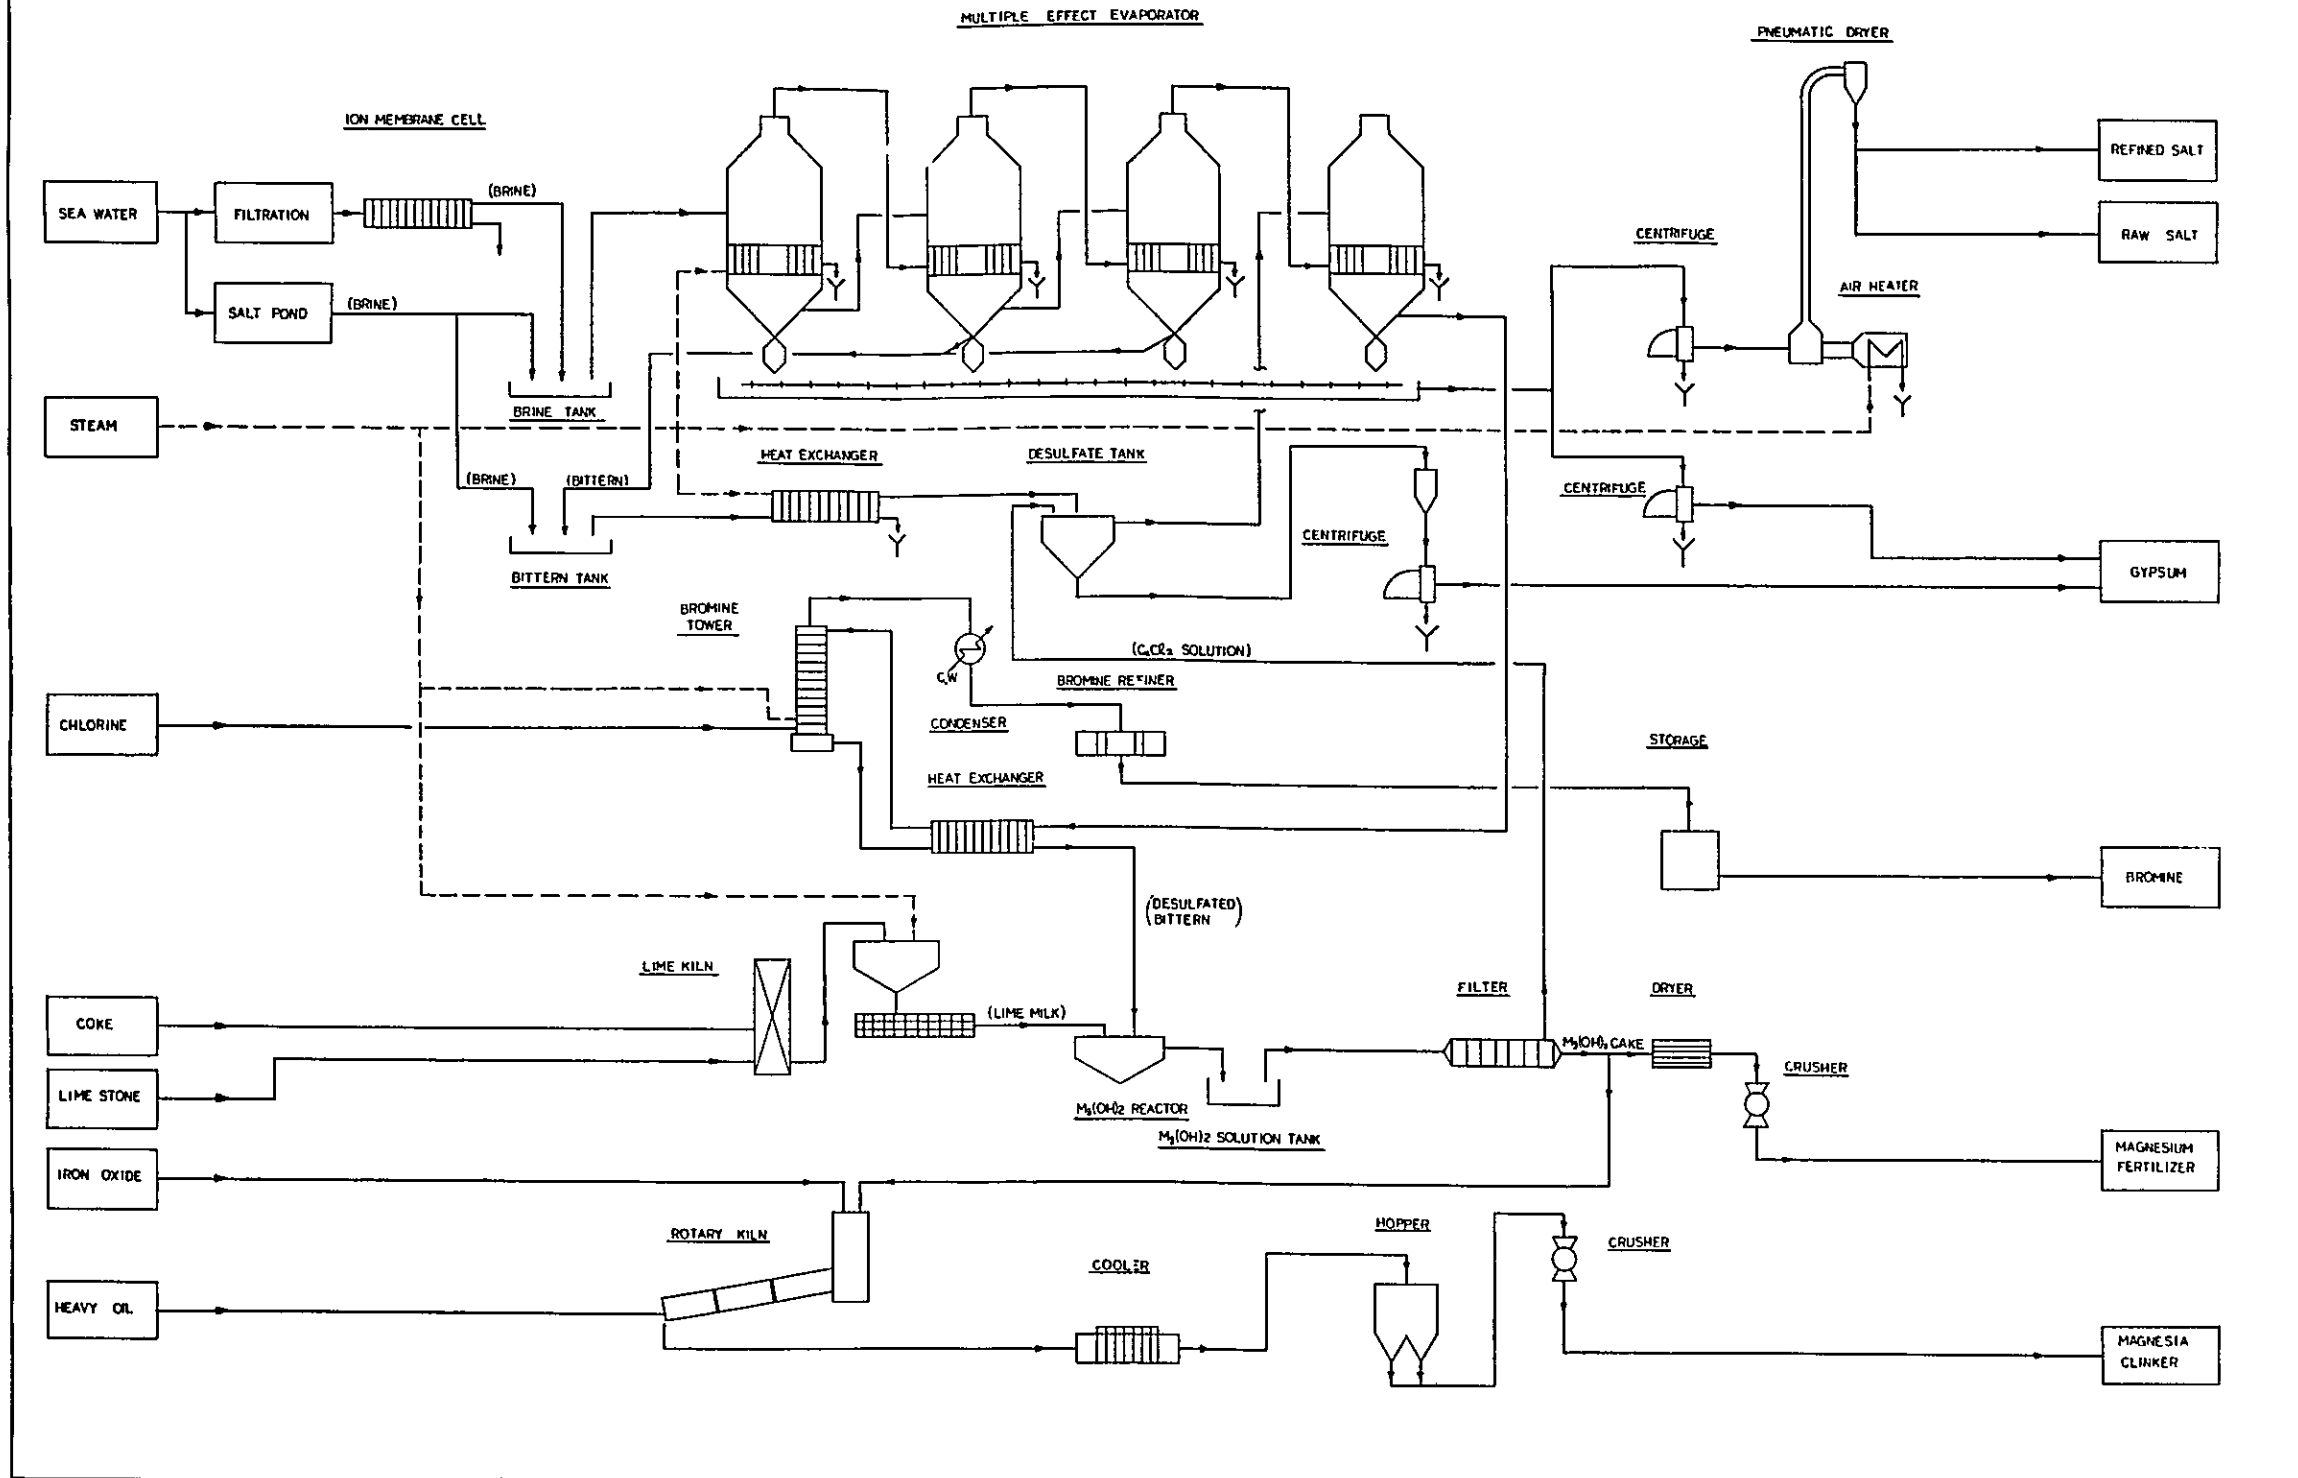 MULTIPLE EFFECT EVAPORATOR
PNEUMATIC DRYER
ION MEMBRANE CELL
REFINED SALT
SEA WATER
FILTRATION
(BRINE)
RAW SALT
CENTRIFUGE
AIR HEATER
SALT POND
(BRINE)
BRINE TANK
STEAM
HEAT EXCHANGER
DESULFATE TANK
(BRINE)
(BITTERN)
CENTRIFUGE
CENTRIFUGE
BITTERN TANK
GYPSUM
BROMINE
TOWER
(CaCl2 SOLUTION)
C.W
BROMINE REFINER
CHLORINE
CONDENSER
STORAGE
HEAT EXCHANGER
BROMINE
(DESULFATED
BITTERN)
LIME KILN
FILTER
DRYER
COKE
(LIME MILK)
Mg(OH)2 CAKE
CRUSHER
LIME STONE
Mg(OH)2 REACTOR
Mg(OH)2 SOLUTION TANK
IRON OXIDE
MAGNESIUM
FERTILIZER
ROTARY KILN
HOPPER
CRUSHER
COOLER
HEAVY OIL
MAGNESIA
CLINKER